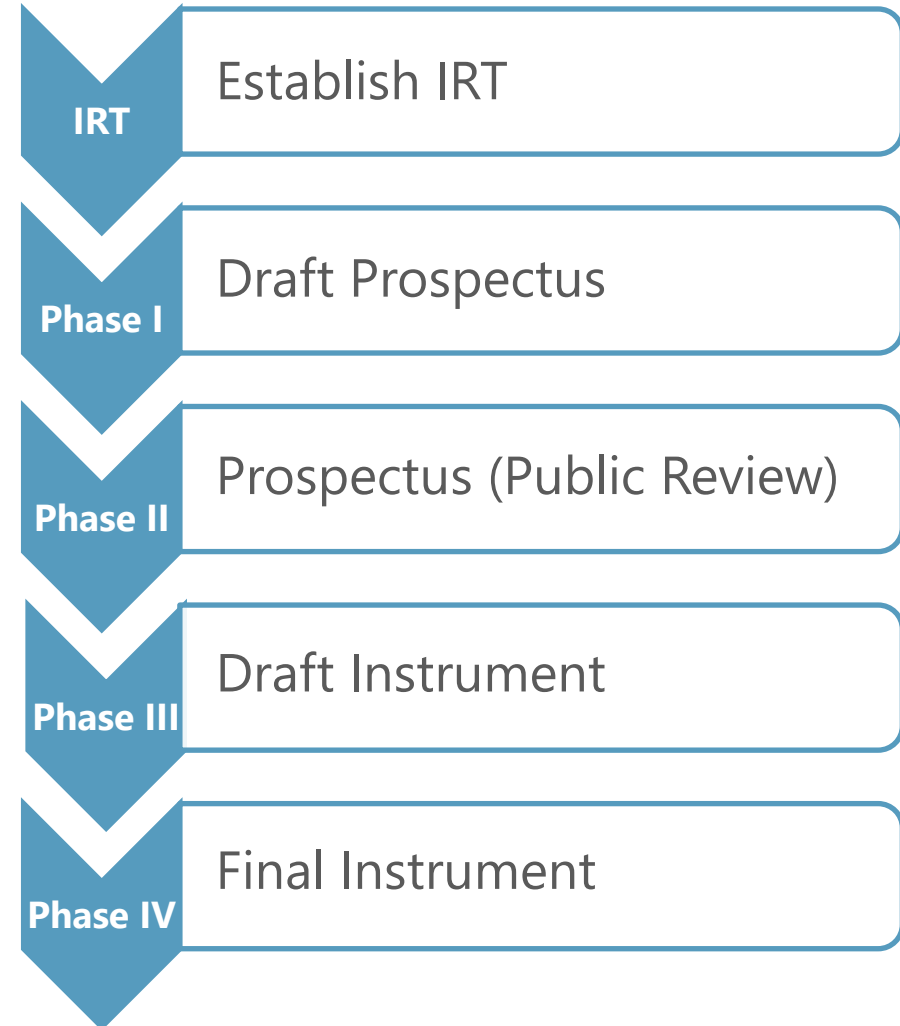 IRT
Establish IRT
Phase I
Draft Prospectus
Phase II
Prospectus (Public Review)
Phase III
Draft Instrument
Phase IV
Final Instrument